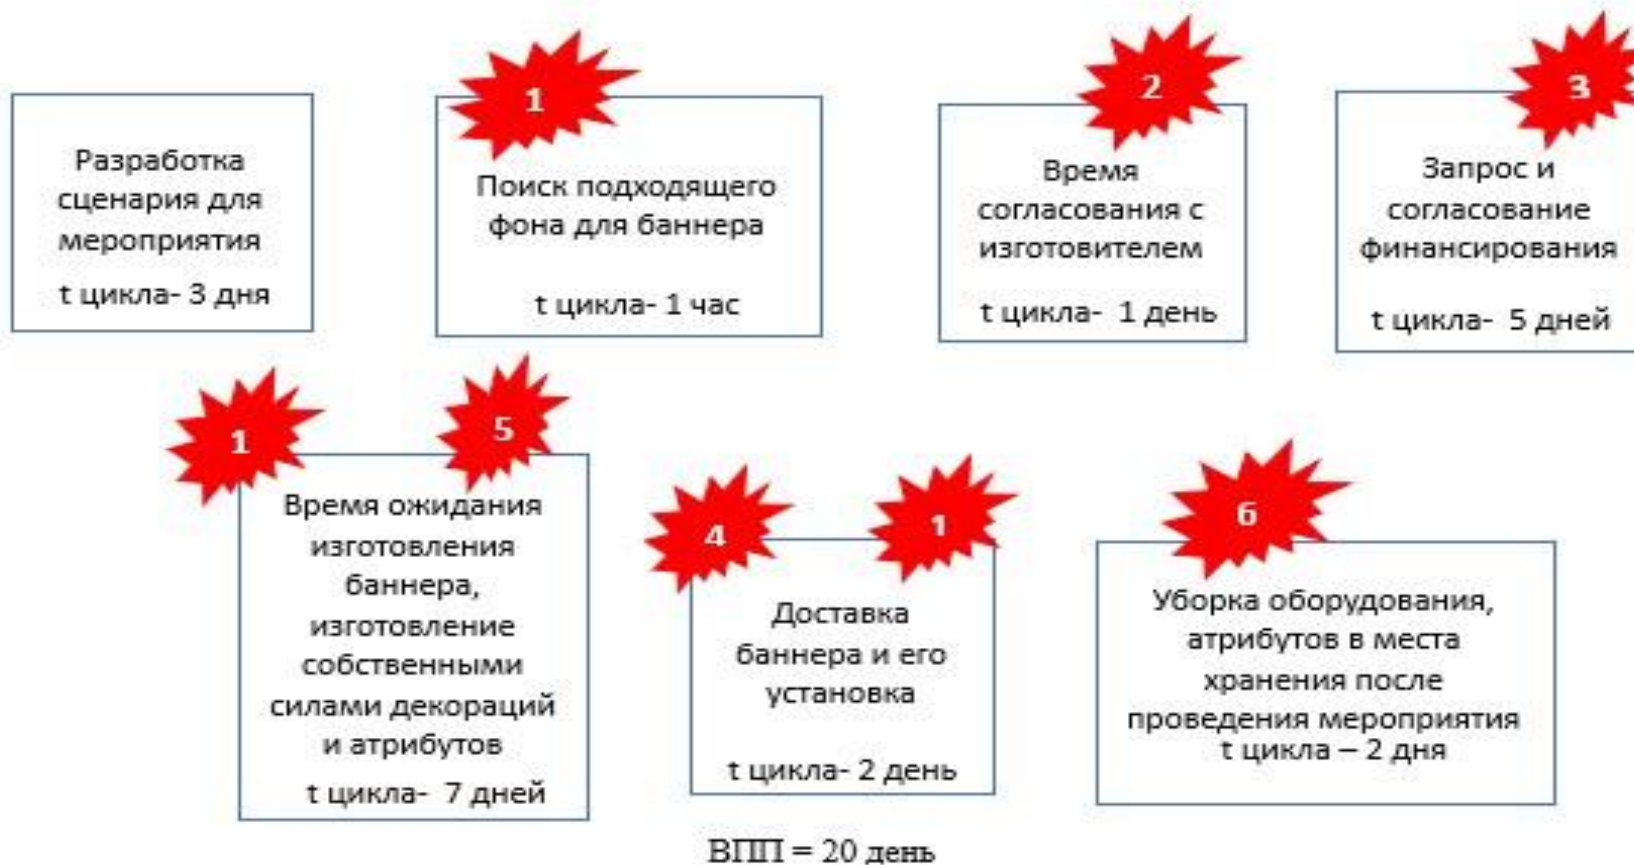 1
2
3
Разработка
сценария для
мероприятия
t цикла- 3 дня
Поиск подходящего
фона для баннера
t цикла- 1 час
Время
согласования с
изготовителем
t цикла- 1 день
Запрос и
согласование
финансирования
t цикла- 5 дней
1
5
Время ожидания
изготовления
баннера,
изготовление
собственными
силами декораций
и атрибутов
t цикла- 7 дней
4
1
Доставка
баннера и его
установка
t цикла- 2 день
6
Уборка оборудования,
атрибутов в места
хранения после
проведения мероприятия
t цикла – 2 дня
ВПП = 20 день